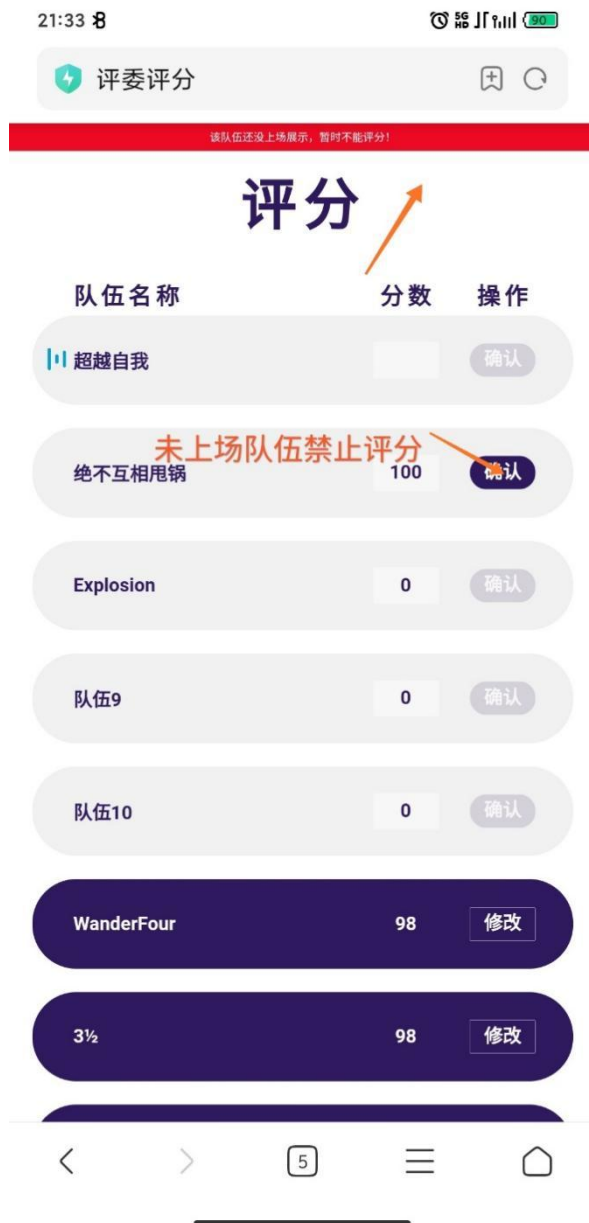 21:33
5G
HD
90
评委评分
该队伍还没上场展示，暂时不能评分！
评分
队伍名称 分数 操作
超越自我 确认
未上场队伍禁止评分
绝不互相甩锅 100 确认
Explosion 0 确认
队伍9 0 确认
队伍10 0 确认
WanderFour 98 修改
3½ 98 修改
5